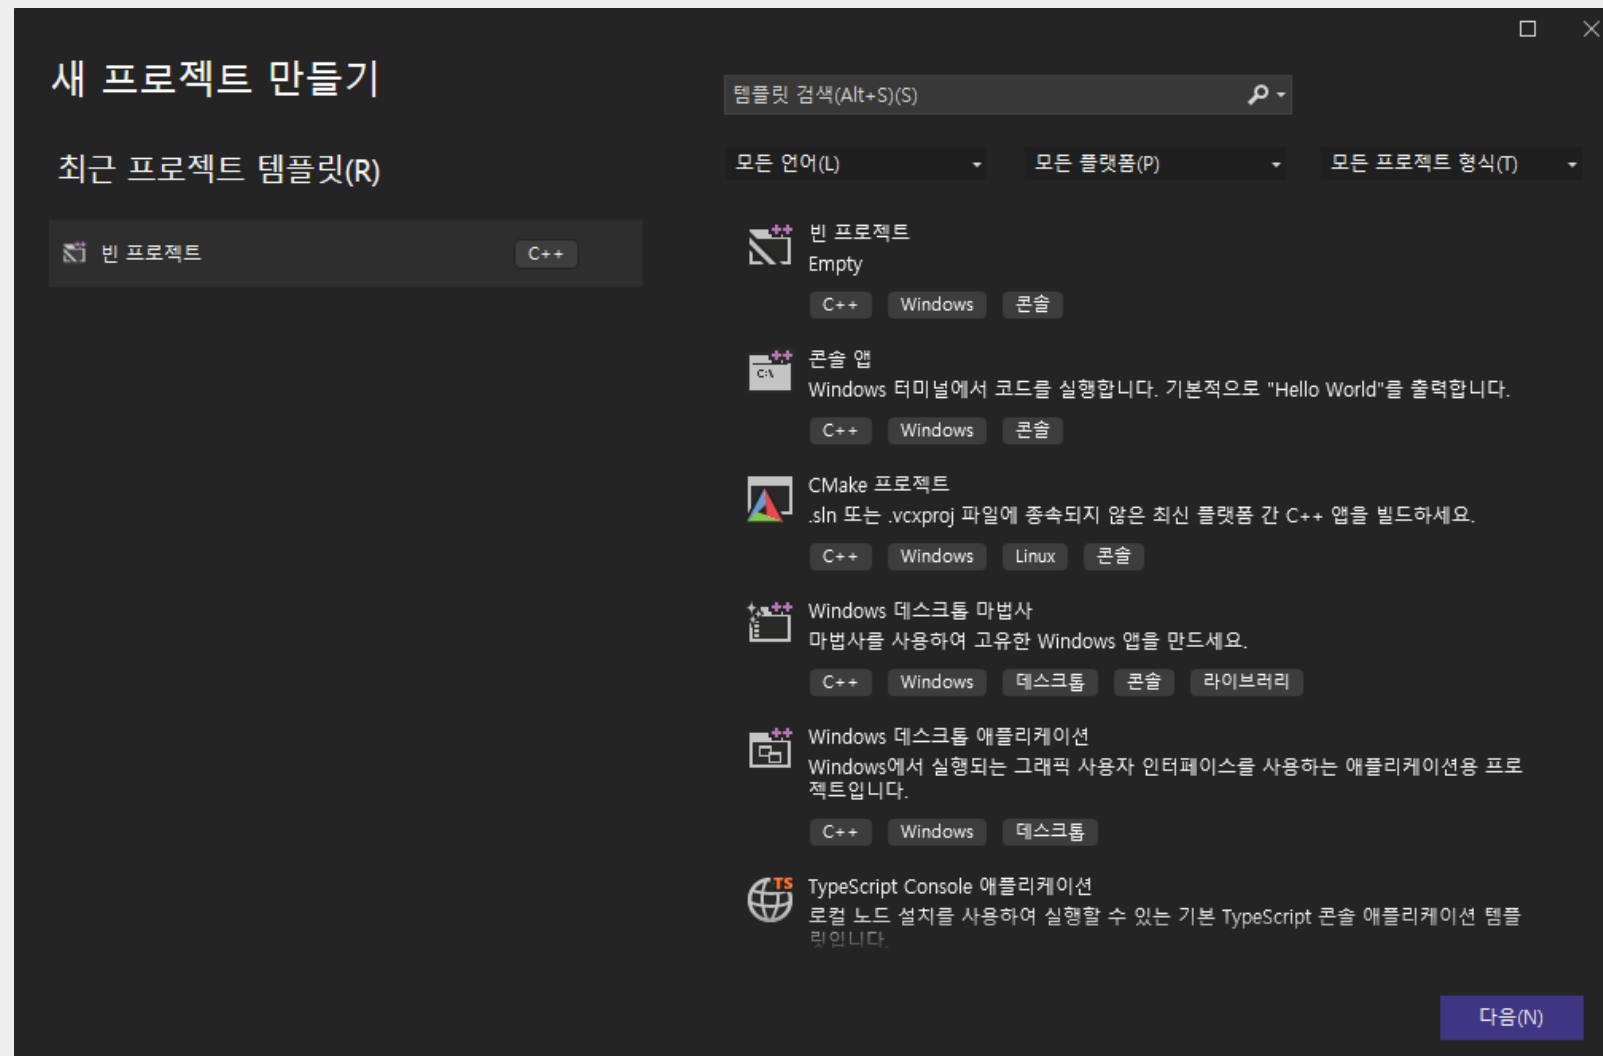 새 프로젝트 만들기
최근 프로젝트 템플릿(R)
빈 프로젝트 C++
템플릿 검색(Alt+S)(S)
모든 언어(L) 모든 플랫폼(P) 모든 프로젝트 형식(T)
빈 프로젝트
Empty
C++ Windows 콘솔
C:\
콘솔 앱
Windows 터미널에서 코드를 실행합니다. 기본적으로 "Hello World"를 출력합니다.
C++ Windows 콘솔
CMake 프로젝트
.sln 또는 .vcxproj 파일에 종속되지 않은 최신 플랫폼 간 C++ 앱을 빌드하세요.
C++ Windows Linux 콘솔
Windows 데스크톱 마법사
마법사를 사용하여 고유한 Windows 앱을 만드세요.
C++ Windows 데스크톱 콘솔 라이브러리
Windows 데스크톱 애플리케이션
Windows에서 실행되는 그래픽 사용자 인터페이스를 사용하는 애플리케이션용 프로
젝트입니다.
C++ Windows 데스크톱
TS
TypeScript Console 애플리케이션
로컬 노드 설치를 사용하여 실행할 수 있는 기본 TypeScript 콘솔 애플리케이션 템플
릿입니다.
다음(N)